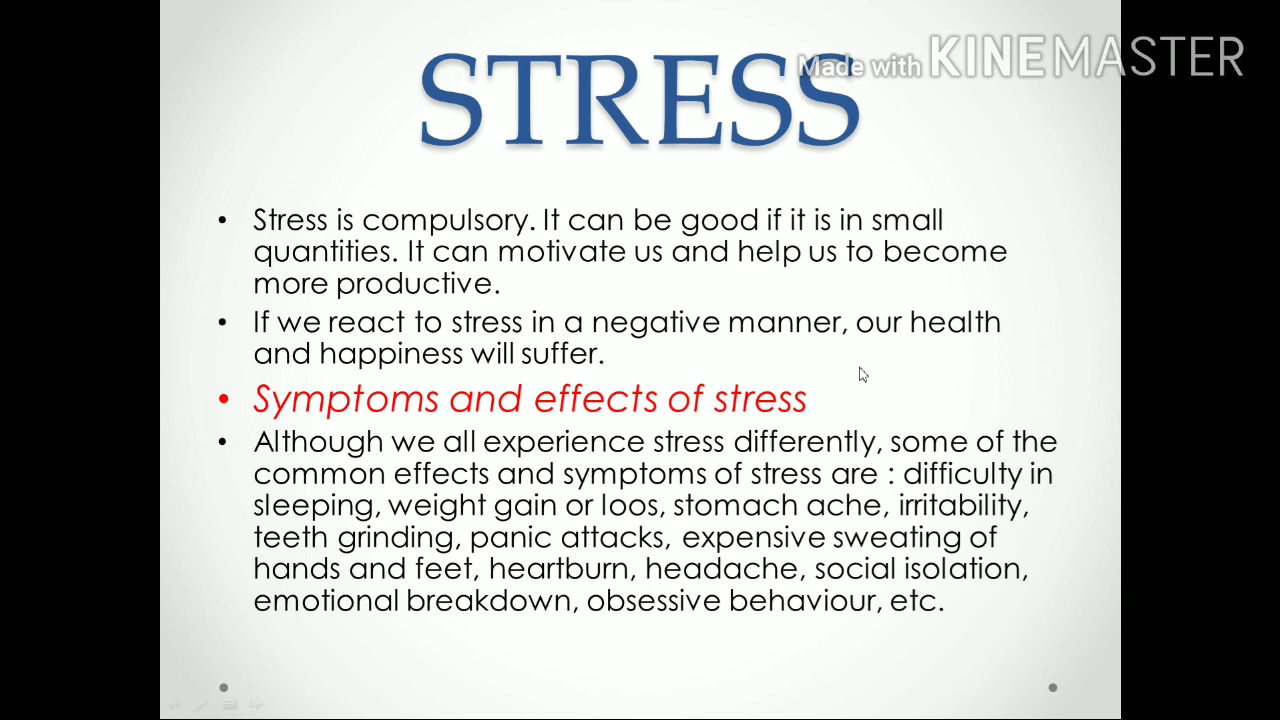 STRESS
Made with KINEMASTER
• Stress is compulsory. It can be good if it is in small
quantities. It can motivate us and help us to become
more productive.
• If we react to stress in a negative manner, our health
and happiness will suffer.
• Symptoms and effects of stress
• Although we all experience stress differently, some of the
common effects and symptoms of stress are : difficulty in
sleeping, weight gain or loos, stomach ache, irritability,
teeth grinding, panic attacks, expensive sweating of
hands and feet, heartburn, headache, social isolation,
emotional breakdown, obsessive behaviour, etc.